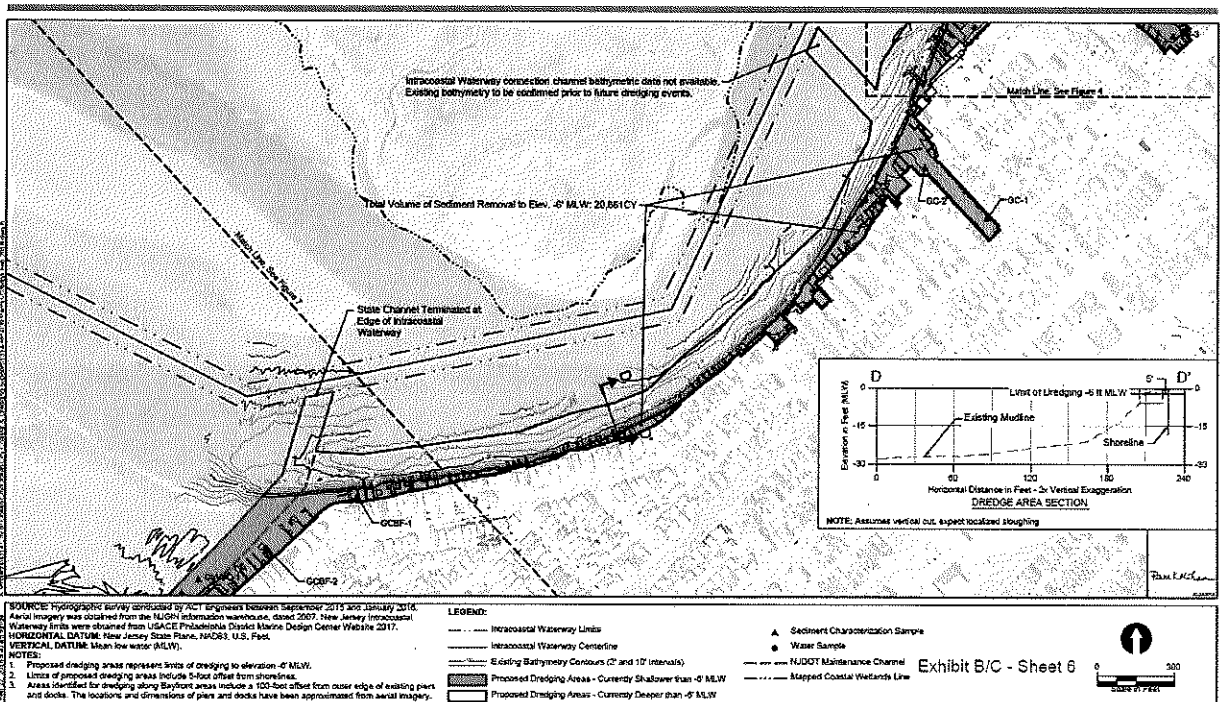 Intracoastal Waterway connection channel bathymetric data not available.
Existing bathymetry to be confirmed prior to future dredging events.
Match Line, See Figure 4
Total Volume of Sediment Removal to Elev. -6' MLW: 20,661CY
GC-2
GC-1
Match Line, See Figure 7
State Channel Terminated at
Edge of Intracoastal
Waterway
D
D'
GCBF-1
GCBF-2
D
D'
5'
Limit of Dredging -6 ft MLW
Existing Mudline
Shoreline
Elevation in Feet (MLW)
0
-15
-30
0
-15
0
60
120
180
240
Horizontal Distance in Feet - 2x Vertical Exaggeration
DREDGE AREA SECTION
NOTE: Assumes vertical cut, expect localized sloughing
SOURCE: Hydrographic survey conducted by ACT Engineers between September 2015 and January 2016.
Aerial imagery was obtained from the NJGIN information warehouse, dated 2007. New Jersey Intracoastal
Waterway limits were obtained from USACE Philadelphia District Marine Design Center Website 2017.
HORIZONTAL DATUM: New Jersey State Plane, NAD83, U.S. Feet.
VERTICAL DATUM: Mean low water (MLW).
NOTES:
1. Proposed dredging areas represent limits of dredging to elevation -6' MLW.
2. Limits of proposed dredging areas include 5-foot offset from shorelines.
3. Areas identified for dredging along Bayfront areas include a 100-foot offset from outer edge of existing piers
and docks. The locations and dimensions of piers and docks have been approximated from aerial imagery.
LEGEND:
Intracoastal Waterway Limits
Intracoastal Waterway Centerline
Existing Bathymetry Contours (2' and 10' intervals)
Proposed Dredging Areas - Currently Shallower than -6' MLW
Proposed Dredging Areas - Currently Deeper than -6' MLW
Sediment Characterization Sample
Water Sample
NJDOT Maintenance Channel
Mapped Coastal Wetlands Line
Exhibit B/C - Sheet 6
0
300
Scale in Feet